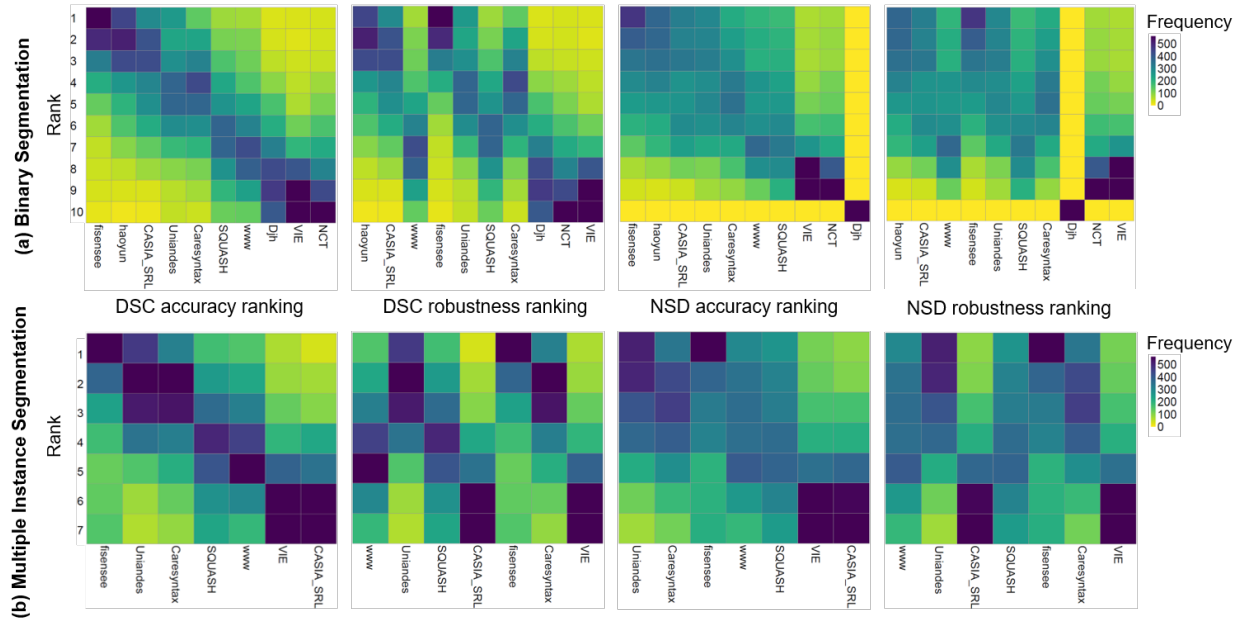 (a) Binary Segmentation
Rank
1
2
3
4
5
6
7
8
9
10
fisensee
haoyun
CASIA_SRL
Uniandes
Caresyntax
SQUASH
www
Djh
VIE
NCT
haoyun
CASIA_SRL
www
fisensee
Uniandes
SQUASH
Caresyntax
Djh
NCT
VIE
fisensee
haoyun
CASIA_SRL
Uniandes
Caresyntax
www
SQUASH
VIE
NCT
Djh
haoyun
CASIA_SRL
www
fisensee
Uniandes
SQUASH
Caresyntax
Djh
NCT
VIE
Frequency
500
400
300
200
100
0
DSC accuracy ranking
DSC robustness ranking
NSD accuracy ranking
NSD robustness ranking
(b) Multiple Instance Segmentation
Rank
1
2
3
4
5
6
7
fisensee
Uniandes
Caresyntax
SQUASH
www
VIE
CASIA_SRL
www
Uniandes
SQUASH
CASIA_SRL
fisensee
Caresyntax
VIE
Uniandes
Caresyntax
fisensee
www
SQUASH
VIE
CASIA_SRL
www
Uniandes
CASIA_SRL
SQUASH
fisensee
Caresyntax
VIE
Frequency
500
400
300
200
100
0